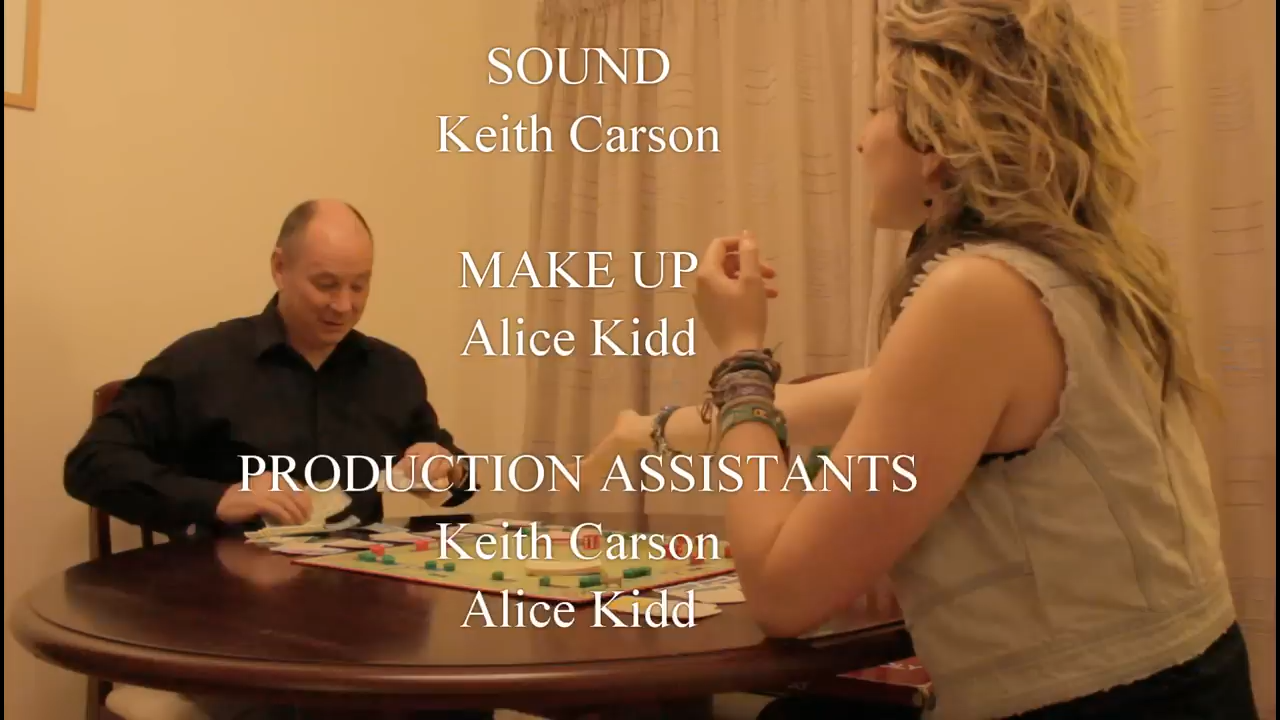 SOUND
Keith Carson
MAKE UP
Alice Kidd
PRODUCTION ASSISTANTS
Keith Carson
Alice Kidd